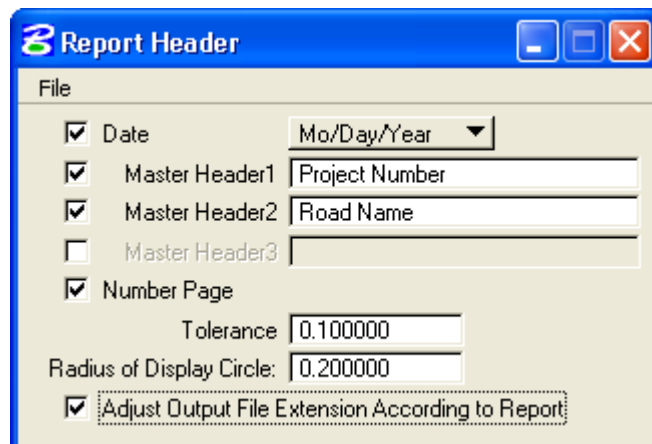 Report Header
File
Date Mo/Day/Year
Master Header1 Project Number
Master Header2 Road Name
Master Header3
Number Page
Tolerance 0.100000
Radius of Display Circle: 0.200000
Adjust Output File Extension According to Report